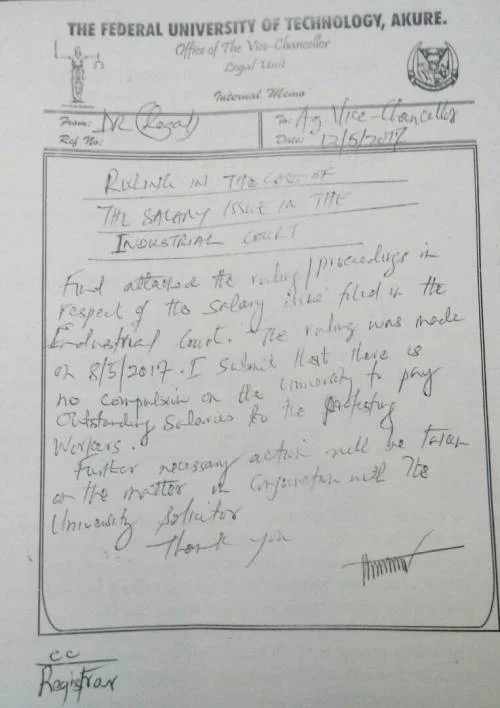 THE FEDERAL UNIVERSITY OF TECHNOLOGY, AKURE.
Office of The Vice-Chancellor
Legal Unit
Internal Memo
From: DR (Legal)
To: Ag. Vice-Chancellor
Ref. No:
Date: 12/5/2017
RULING IN THE CASE OF
THE SALARY ISSUE IN THE
INDUSTRIAL COURT
Find attached the ruling/proceedings in
respect of the salary issue filed in the
Industrial Court. The ruling was made
on 8/5/2017. I submit that there is
no compulsion on the University to pay
Outstanding Salaries to the protesting
Workers.
Further necessary action will be taken
on the matter in conjunction with the
University Solicitor
Thank you
cc
Registrar